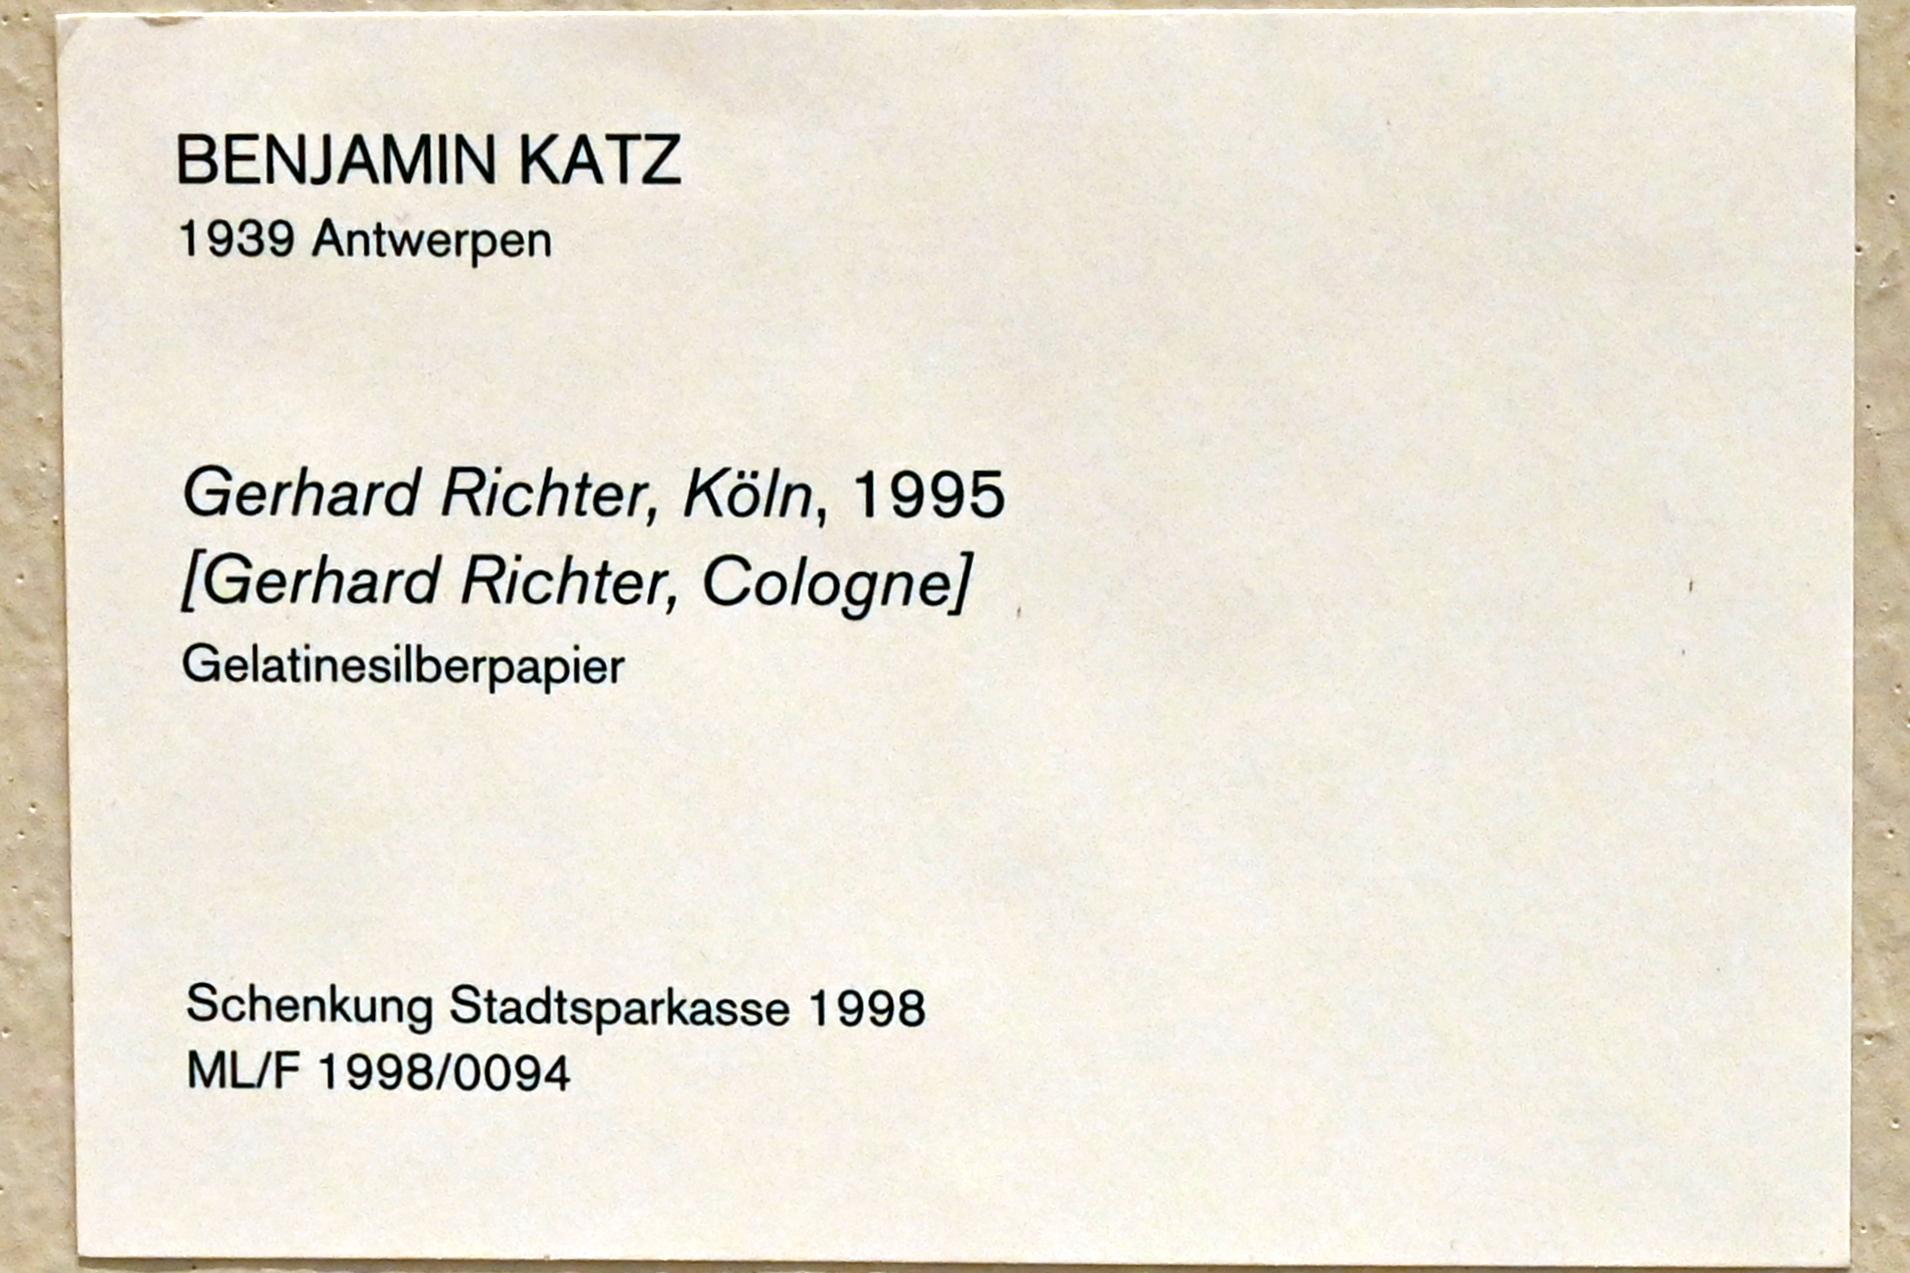 BENJAMIN KATZ
1939 Antwerpen
Gerhard Richter, Köln, 1995
[Gerhard Richter, Cologne]
Gelatinesilberpapier
Schenkung Stadtsparkasse 1998
ML/F 1998/0094